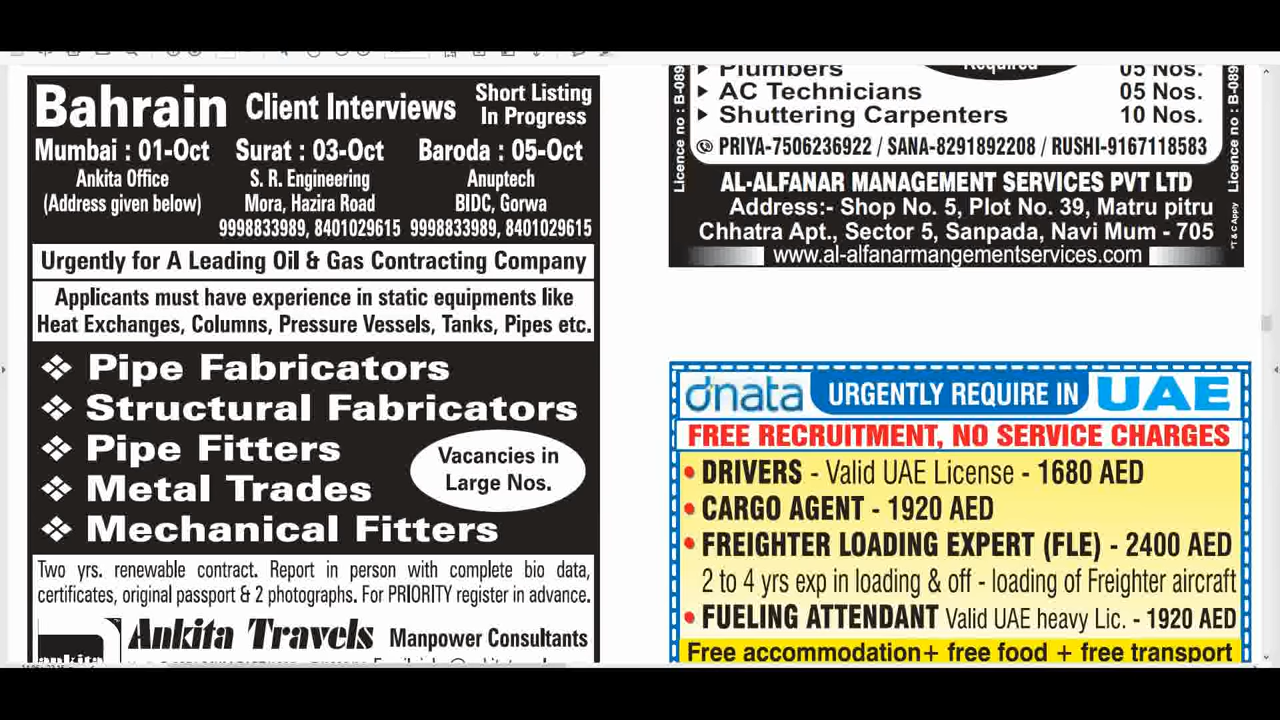 Bahrain Client Interviews Short Listing In Progress
Mumbai : 01-Oct Surat : 03-Oct Baroda : 05-Oct
Ankita Office S. R. Engineering Anuptech
(Address given below) Mora, Hazira Road BIDC, Gorwa
9998833989, 8401029615 9998833989, 8401029615
Urgently for A Leading Oil & Gas Contracting Company
Applicants must have experience in static equipments like
Heat Exchanges, Columns, Pressure Vessels, Tanks, Pipes etc.
❖ Pipe Fabricators
❖ Structural Fabricators
❖ Pipe Fitters
❖ Metal Trades
❖ Mechanical Fitters
Vacancies in
Large Nos.
Two yrs. renewable contract. Report in person with complete bio data,
certificates, original passport & 2 photographs. For PRIORITY register in advance.
Ankita Travels Manpower Consultants
Required
Plumbers 05 Nos.
AC Technicians 05 Nos.
Shuttering Carpenters 10 Nos.
PRIYA-7506236922 / SANA-8291892208 / RUSHI-9167118583
Licence no : B-089
Licence no : B-089
AL-ALFANAR MANAGEMENT SERVICES PVT LTD
Address:- Shop No. 5, Plot No. 39, Matru pitru
Chhatra Apt., Sector 5, Sanpada, Navi Mum - 705
*T & C Apply
www.al-alfanarmangementservices.com
dnata URGENTLY REQUIRE IN UAE
FREE RECRUITMENT, NO SERVICE CHARGES
• DRIVERS - Valid UAE License - 1680 AED
• CARGO AGENT - 1920 AED
• FREIGHTER LOADING EXPERT (FLE) - 2400 AED
2 to 4 yrs exp in loading & off - loading of Freighter aircraft
• FUELING ATTENDANT Valid UAE heavy Lic. - 1920 AED
Free accommodation+ free food + free transport